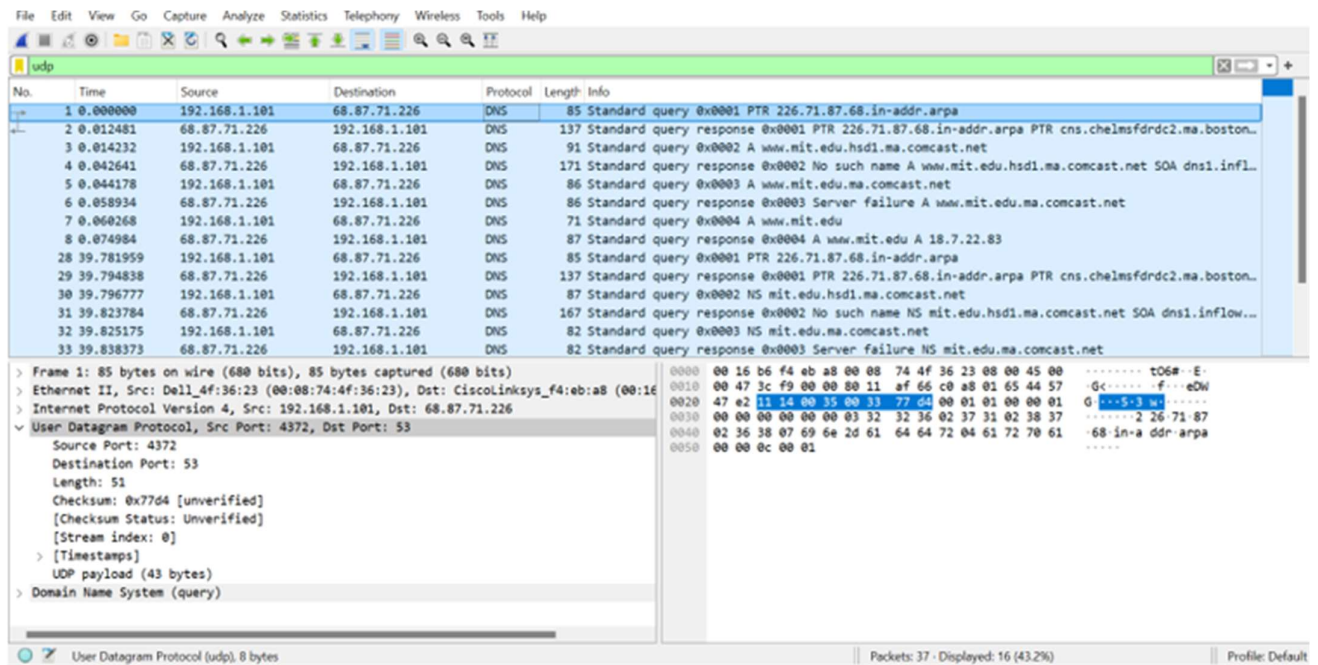 File Edit View Go Capture Analyze Statistics Telephony Wireless Tools Help
udp
No. Time Source Destination Protocol Length Info
1 0.000000 192.168.1.101 68.87.71.226 DNS 85 Standard query 0x0001 PTR 226.71.87.68.in-addr.arpa
2 0.012481 68.87.71.226 192.168.1.101 DNS 137 Standard query response 0x0001 PTR 226.71.87.68.in-addr.arpa PTR cns.chelmsfdrdc2.ma.boston…
3 0.014232 192.168.1.101 68.87.71.226 DNS 91 Standard query 0x0002 A www.mit.edu.hsd1.ma.comcast.net
4 0.042641 68.87.71.226 192.168.1.101 DNS 171 Standard query response 0x0002 No such name A www.mit.edu.hsd1.ma.comcast.net SOA dns1.infl…
5 0.044178 192.168.1.101 68.87.71.226 DNS 86 Standard query 0x0003 A www.mit.edu.ma.comcast.net
6 0.058934 68.87.71.226 192.168.1.101 DNS 86 Standard query response 0x0003 Server failure A www.mit.edu.ma.comcast.net
7 0.060268 192.168.1.101 68.87.71.226 DNS 71 Standard query 0x0004 A www.mit.edu
8 0.074984 68.87.71.226 192.168.1.101 DNS 87 Standard query response 0x0004 A www.mit.edu A 18.7.22.83
28 39.781959 192.168.1.101 68.87.71.226 DNS 85 Standard query 0x0001 PTR 226.71.87.68.in-addr.arpa
29 39.794838 68.87.71.226 192.168.1.101 DNS 137 Standard query response 0x0001 PTR 226.71.87.68.in-addr.arpa PTR cns.chelmsfdrdc2.ma.boston…
30 39.796777 192.168.1.101 68.87.71.226 DNS 87 Standard query 0x0002 NS mit.edu.hsd1.ma.comcast.net
31 39.823784 68.87.71.226 192.168.1.101 DNS 167 Standard query response 0x0002 No such name NS mit.edu.hsd1.ma.comcast.net SOA dns1.inflow.…
32 39.825175 192.168.1.101 68.87.71.226 DNS 82 Standard query 0x0003 NS mit.edu.ma.comcast.net
33 39.838373 68.87.71.226 192.168.1.101 DNS 82 Standard query response 0x0003 Server failure NS mit.edu.ma.comcast.net
Frame 1: 85 bytes on wire (680 bits), 85 bytes captured (680 bits)
Ethernet II, Src: Dell_4f:36:23 (00:08:74:4f:36:23), Dst: CiscoLinksys_f4:eb:a8 (00:16
Internet Protocol Version 4, Src: 192.168.1.101, Dst: 68.87.71.226
User Datagram Protocol, Src Port: 4372, Dst Port: 53
Source Port: 4372
Destination Port: 53
Length: 51
Checksum: 0x77d4 [unverified]
[Checksum Status: Unverified]
[Stream index: 0]
[Timestamps]
UDP payload (43 bytes)
Domain Name System (query)
0000 00 16 b6 f4 eb a8 00 08 74 4f 36 23 08 00 45 00 ········ tO6#··E·
0010 00 47 3c f9 00 00 80 11 af 66 c0 a8 01 65 44 57 ·G<····· ·f···eDW
0020 47 e2 11 14 00 35 00 33 77 d4 00 01 01 00 00 01 G····5·3 w·······
0030 00 00 00 00 00 00 03 32 32 36 02 37 31 02 38 37 ·······2 26·71·87
0040 02 36 38 07 69 6e 2d 61 64 64 72 04 61 72 70 61 ·68·in-a ddr·arpa
0050 00 00 0c 00 01 ·····
User Datagram Protocol (udp), 8 bytes
Packets: 37 · Displayed: 16 (43.2%)
Profile: Default